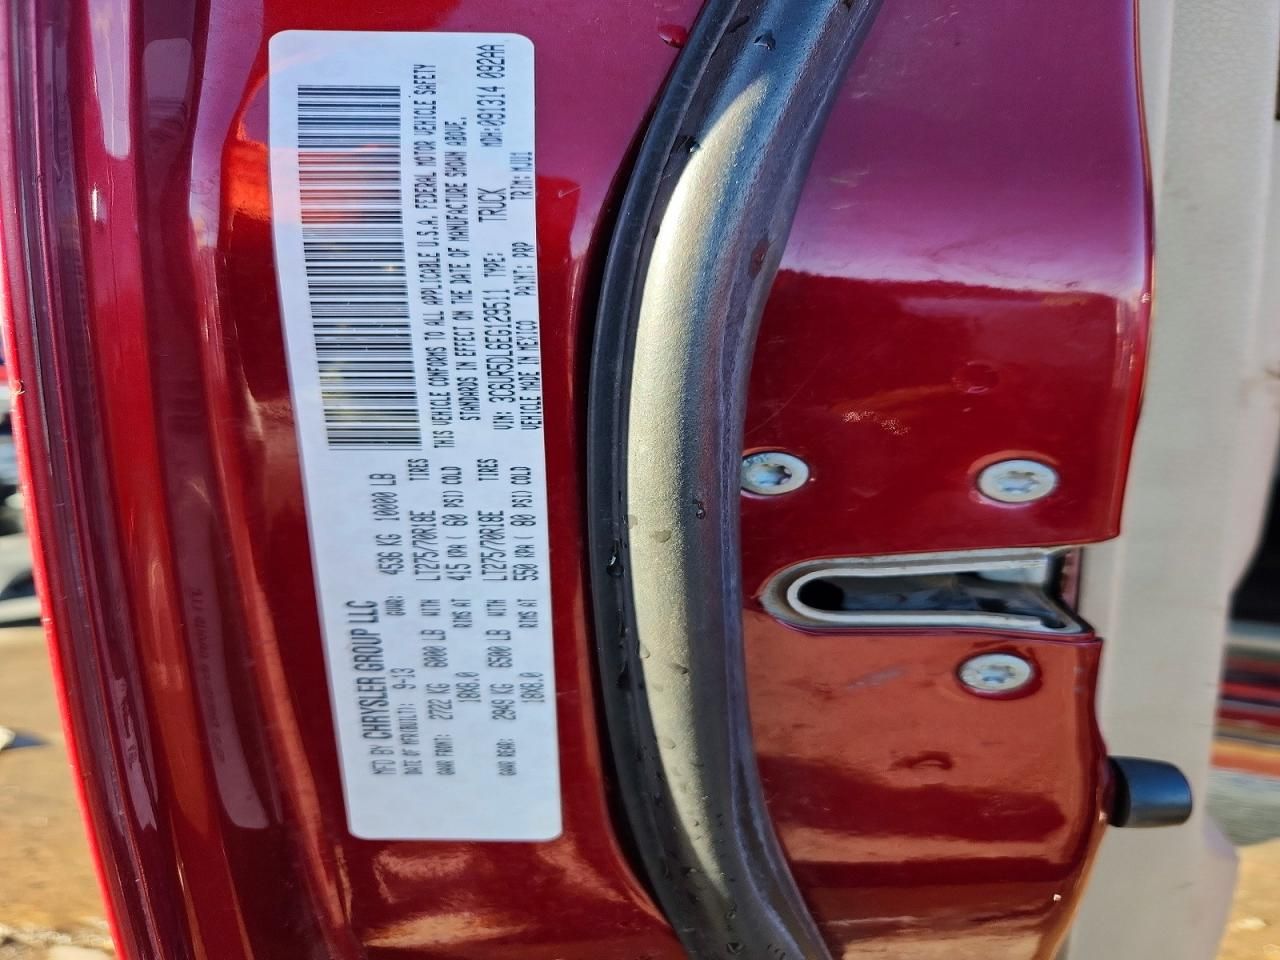 MFD BY CHRYSLER GROUP LLC
DATE OF MFR(BUILT): 9-13 GVWR: 4536 KG 10000 LB
GAWR FRONT: 2722 KG 6000 LB WITH LT275/70R18E TIRES
18X8.0 RIMS AT 415 KPA ( 60 PSI) COLD
GAWR REAR: 2949 KG 6500 LB WITH LT275/70R18E TIRES
18X8.0 RIMS AT 550 KPA ( 80 PSI) COLD
THIS VEHICLE CONFORMS TO ALL APPLICABLE U.S.A. FEDERAL MOTOR VEHICLE SAFETY
STANDARDS IN EFFECT ON THE DATE OF MANUFACTURE SHOWN ABOVE.
VIN: 3C6UR5DL6EG129511 TYPE: TRUCK MDH:091314 092AA
VEHICLE MADE IN MEXICO PAINT: PRP TRIM: MJU1